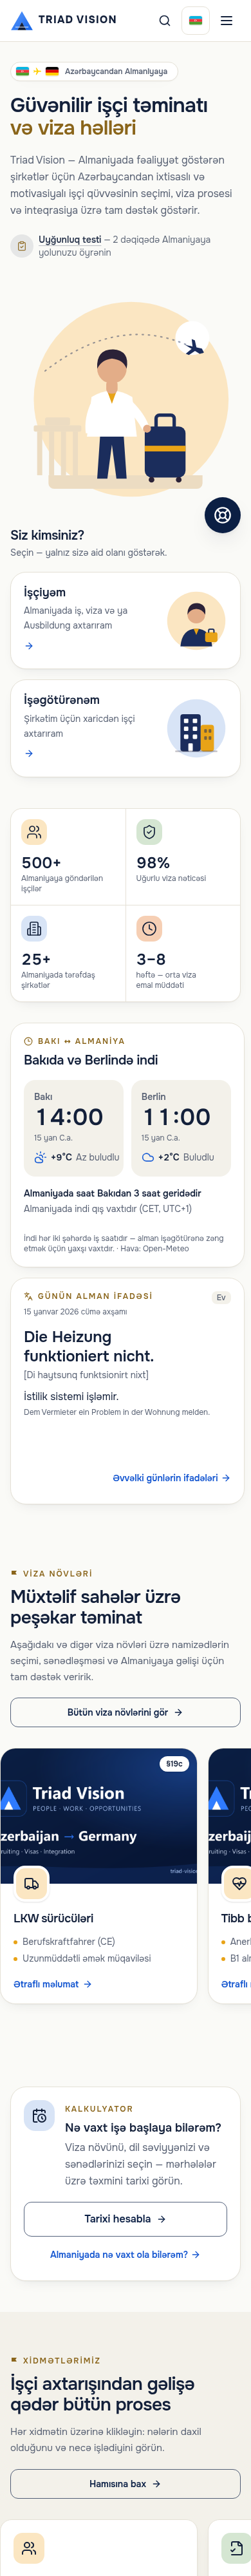 TRIAD VISION
Azərbaycandan Almaniyaya
Güvənilir işçi təminatı
və viza həlləri
Triad Vision — Almaniyada fəaliyyət göstərən
şirkətlər üçün Azərbaycandan ixtisaslı və
motivasiyalı işçi qüvvəsinin seçimi, viza prosesi
və inteqrasiya üzrə tam dəstək göstərir.
Uyğunluq testi — 2 dəqiqədə Almaniyaya
yolunuzu öyrənin
Siz kimsiniz?
Seçin — yalnız sizə aid olanı göstərək.
İşçiyəm
Almaniyada iş, viza və ya
Ausbildung axtarıram
→
İşəgötürənəm
Şirkətim üçün xaricdən işçi
axtarıram
→
500+
Almaniyaya göndərilən
işçilər
98%
Uğurlu viza nəticəsi
25+
Almaniyada tərəfdaş
şirkətlər
3–8
həftə — orta viza
emal müddəti
BAKI ↔ ALMANİYA
Bakıda və Berlində indi
Bakı
14:00
15 yan C.a.
+9°C Az buludlu
Berlin
11:00
15 yan C.a.
+2°C Buludlu
Almaniyada saat Bakıdan 3 saat geridədir
Almaniyada indi qış vaxtıdır (CET, UTC+1)
İndi hər iki şəhərdə iş saatıdır — alman işəgötürənə zəng
etmək üçün yaxşı vaxtdır. · Hava: Open-Meteo
GÜNÜN ALMAN İFADƏSİ
Ev
15 yanvar 2026 cümə axşamı
Die Heizung
funktioniert nicht.
[Di haytsunq funktsionirt nixt]
İstilik sistemi işləmir.
Dem Vermieter ein Problem in der Wohnung melden.
Əvvəlki günlərin ifadələri →
VİZA NÖVLƏRİ
Müxtəlif sahələr üzrə
peşəkar təminat
Aşağıdakı və digər viza növləri üzrə namizədlərin
seçimi, sənədləşməsi və Almaniyaya gəlişi üçün
tam dəstək veririk.
Bütün viza növlərini gör →
§19c
Triad Vision
PEOPLE · WORK · OPPORTUNITIES
zerbaijan → Germany
ruiting · Visas · Integration
triad-visio
LKW sürücüləri
Berufskraftfahrer (CE)
Uzunmüddətli əmək müqaviləsi
Ətraflı məlumat →
Tibb b
Aner
B1 al
Ətraflı
KALKULYATOR
Nə vaxt işə başlaya bilərəm?
Viza növünü, dil səviyyənizi və
sənədlərinizi seçin — mərhələlər
üzrə təxmini tarixi görün.
Tarixi hesabla →
Almaniyada nə vaxt ola bilərəm? →
XİDMƏTLƏRİMİZ
İşçi axtarışından gəlişə
qədər bütün proses
Hər xidmətin üzərinə klikləyin: nələrin daxil
olduğunu və necə işlədiyini görün.
Hamısına bax →